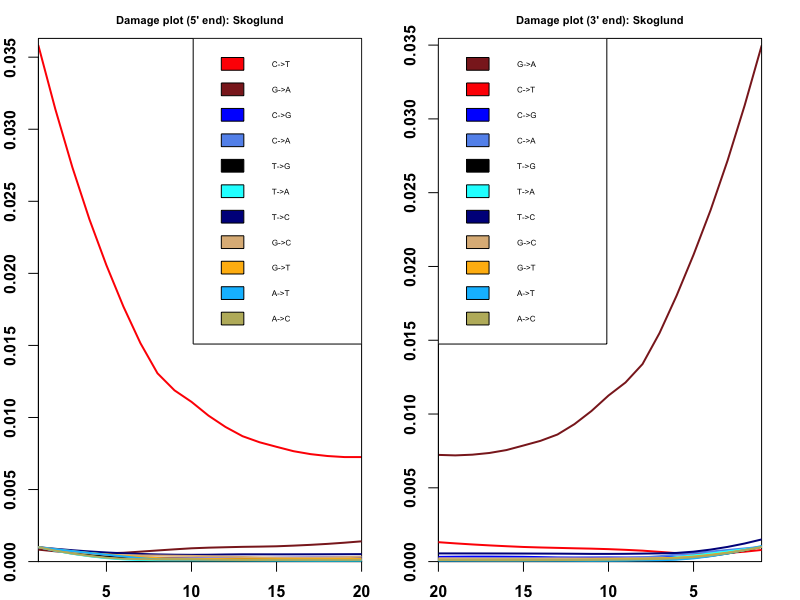 Damage plot (5' end): Skoglund
0.035
0.030
0.025
0.020
0.015
0.010
0.005
0.000
C->T
G->A
C->G
C->A
T->G
T->A
T->C
G->C
G->T
A->T
A->C
5
10
15
20
Damage plot (3' end): Skoglund
0.035
0.030
0.025
0.020
0.015
0.010
0.005
0.000
G->A
C->T
C->G
C->A
T->G
T->A
T->C
G->C
G->T
A->T
A->C
20
15
10
5